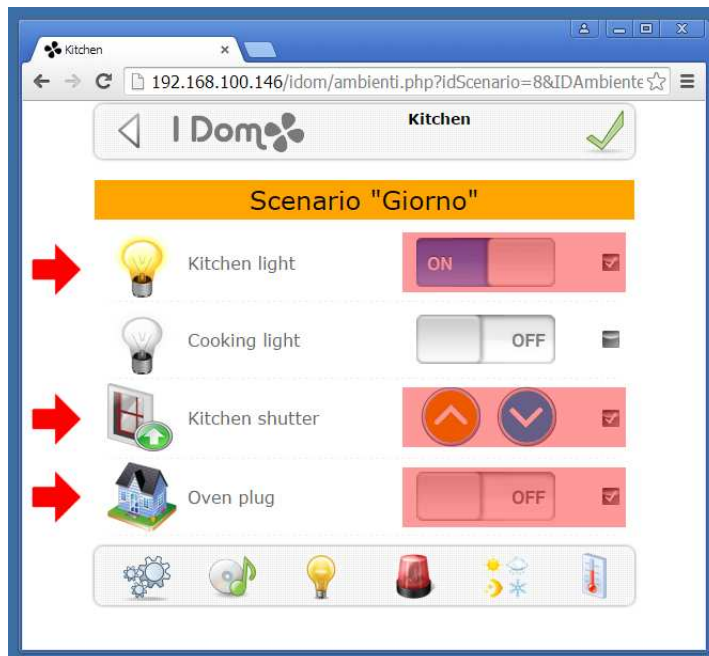 Kitchen
192.168.100.146/idom/ambienti.php?idScenario=8&IDAmbiente
I Dom
Kitchen
Scenario "Giorno"
Kitchen light
ON
Cooking light
OFF
Kitchen shutter
Oven plug
OFF